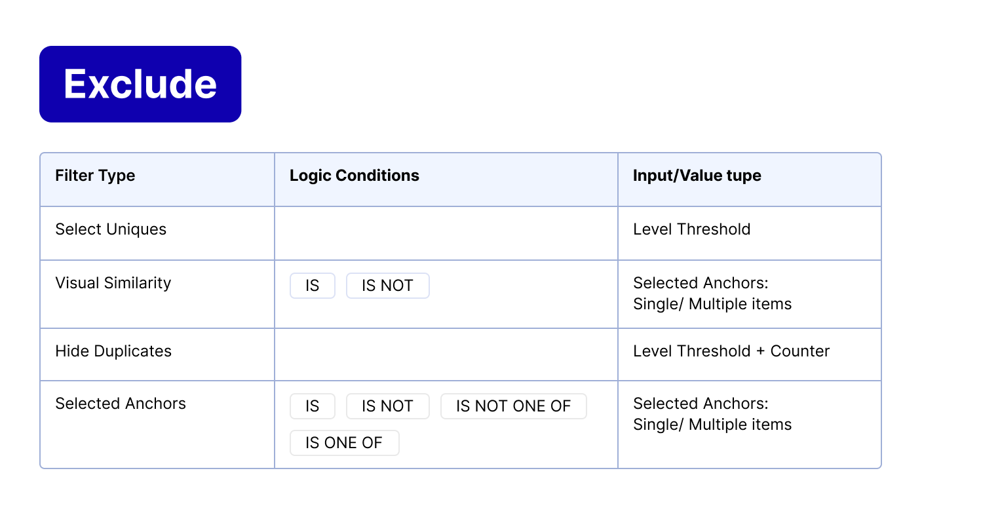 Exclude
Filter Type
Logic Conditions
Input/Value tupe
Select Uniques
Level Threshold
Visual Similarity
IS
IS NOT
Selected Anchors:
Single/ Multiple items
Hide Duplicates
Level Threshold + Counter
Selected Anchors
IS
IS NOT
IS NOT ONE OF
IS ONE OF
Selected Anchors:
Single/ Multiple items